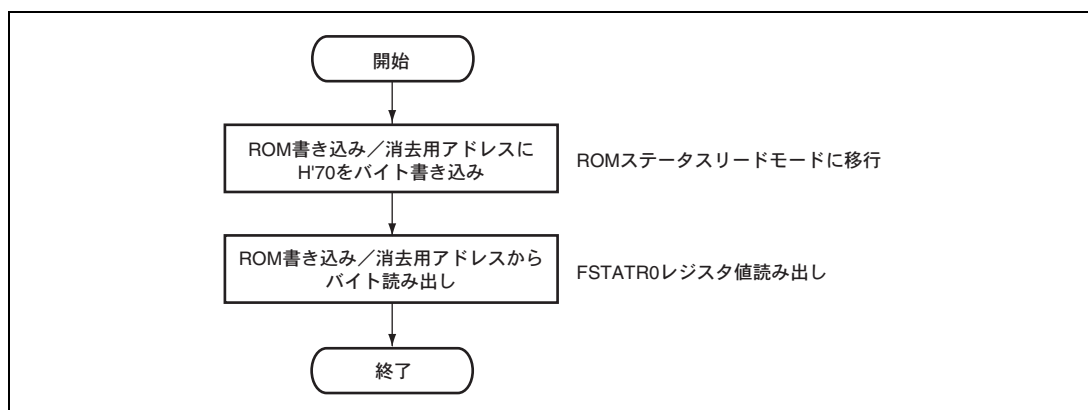 開始
ROM書き込み／消去用アドレスに
H'70をバイト書き込み
ROMステータスリードモードに移行
ROM書き込み／消去用アドレスから
バイト読み出し
FSTATR0レジスタ値読み出し
終了